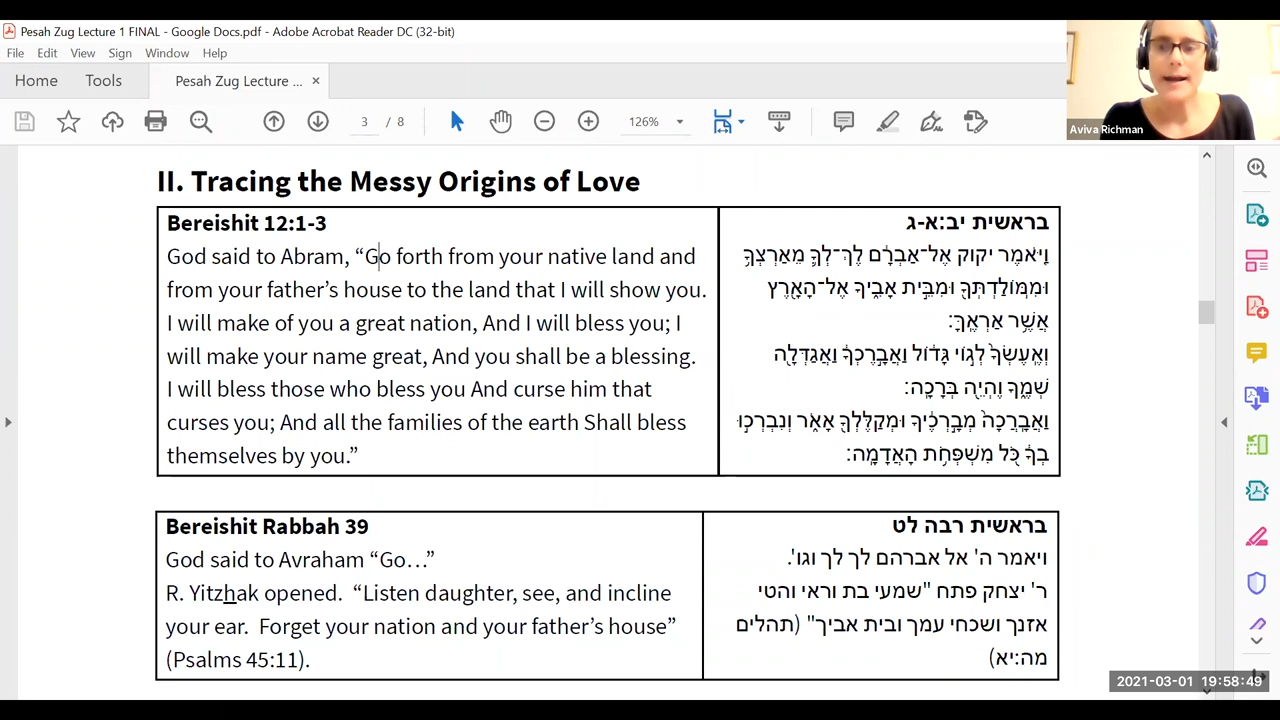 Pesah Zug Lecture 1 FINAL - Google Docs.pdf - Adobe Acrobat Reader DC (32-bit)
File Edit View Sign Window Help
Home Tools Pesah Zug Lecture ... ×
3 / 8 126%
Aviva Richman
II. Tracing the Messy Origins of Love
Bereishit 12:1-3
God said to Abram, “Go forth from your native land and
from your father’s house to the land that I will show you.
I will make of you a great nation, And I will bless you; I
will make your name great, And you shall be a blessing.
I will bless those who bless you And curse him that
curses you; And all the families of the earth Shall bless
themselves by you.”
בראשית יב:א-ג
וַיֹּ֤אמֶר יקוק אֶל־אַבְרָ֔ם לֶךְ־לְךָ֛ מֵאַרְצְךָ֥
וּמִמּֽוֹלַדְתְּךָ֖ וּמִבֵּ֣ית אָבִ֑יךָ אֶל־הָאָ֖רֶץ
אֲשֶׁ֥ר אַרְאֶֽךָּ׃
וְאֶֽעֶשְׂךָ֙ לְג֣וֹי גָּד֔וֹל וַאֲבָ֣רֶכְךָ֔ וַאֲגַדְּלָ֖ה
שְׁמֶ֑ךָ וֶהְיֵ֖ה בְּרָכָֽה׃
וַאֲבָֽרֲכָה֙ מְבָ֣רְכֶ֔יךָ וּמְקַלֶּלְךָ֖ אָאֹ֑ר וְנִבְרְכ֣וּ
בְךָ֔ כֹּ֖ל מִשְׁפְּחֹ֥ת הָאֲדָמָֽה׃
Bereishit Rabbah 39
God said to Avraham “Go…”
R. Yitzhak opened. “Listen daughter, see, and incline
your ear. Forget your nation and your father’s house”
(Psalms 45:11).
בראשית רבה לט
ויאמר ה' אל אברהם לך לך וגו'.
ר' יצחק פתח "שמעי בת וראי והטי
אזנך ושכחי עמך ובית אביך" (תהלים
מה:יא)
2021-03-01 19:58:49